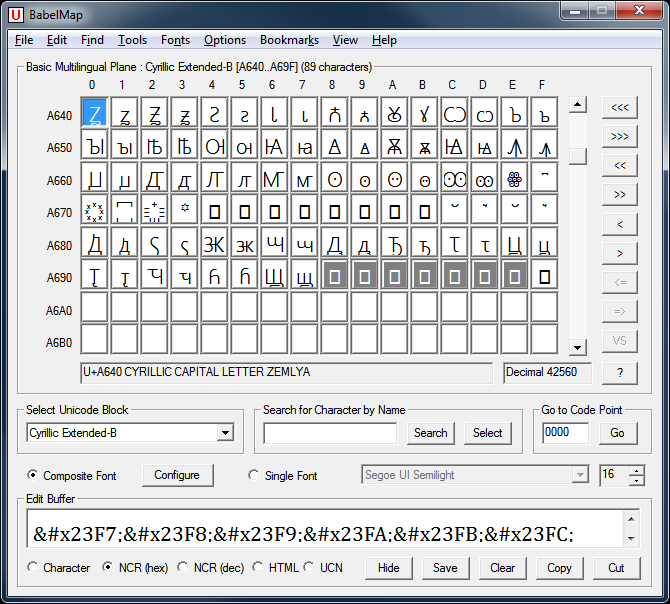 U BabelMap
File Edit Find Tools Fonts Options Bookmarks View Help
Basic Multilingual Plane : Cyrillic Extended-B [A640..A69F] (89 characters)
0 1 2 3 4 5 6 7 8 9 A B C D E F
A640 Ꙁ ꙁ Ꙃ ꙃ Ꙅ ꙅ Ꙇ ꙇ Ꙉ ꙉ Ꙋ ꙋ Ꙍ ꙍ Ꙏ ꙏ <<<
A650 Ꙑ ꙑ Ꙓ ꙓ Ꙕ ꙕ Ꙗ ꙗ Ꙙ ꙙ Ꙛ ꙛ Ꙝ ꙝ Ꙟ ꙟ >>>
A660 Ꙡ ꙡ Ꙣ ꙣ Ꙥ ꙥ Ꙧ ꙧ Ꙩ ꙩ Ꙫ ꙫ Ꙭ ꙭ ꙮ ꙯ <<
A670 ꙰ ꙱ ꙲ ꙳ ꙼ ꙽ ꙾ ꙿ >>
A680 Ꚁ ꚁ Ꚃ ꚃ Ꚅ ꚅ Ꚇ ꚇ Ꚉ ꚉ Ꚋ ꚋ Ꚍ ꚍ Ꚏ ꚏ <
>
A690 Ꚑ ꚑ Ꚓ ꚓ Ꚕ ꚕ Ꚗ ꚗ <=
A6A0 =>
A6B0 VS
U+A640 CYRILLIC CAPITAL LETTER ZEMLYA Decimal 42560 ?
Select Unicode Block Search for Character by Name Go to Code Point
Cyrillic Extended-B Search Select 0000 Go
Composite Font Configure Single Font Segoe UI Semilight 16
Edit Buffer
&#x23F7;&#x23F8;&#x23F9;&#x23FA;&#x23FB;&#x23FC;
Character NCR (hex) NCR (dec) HTML UCN Hide Save Clear Copy Cut